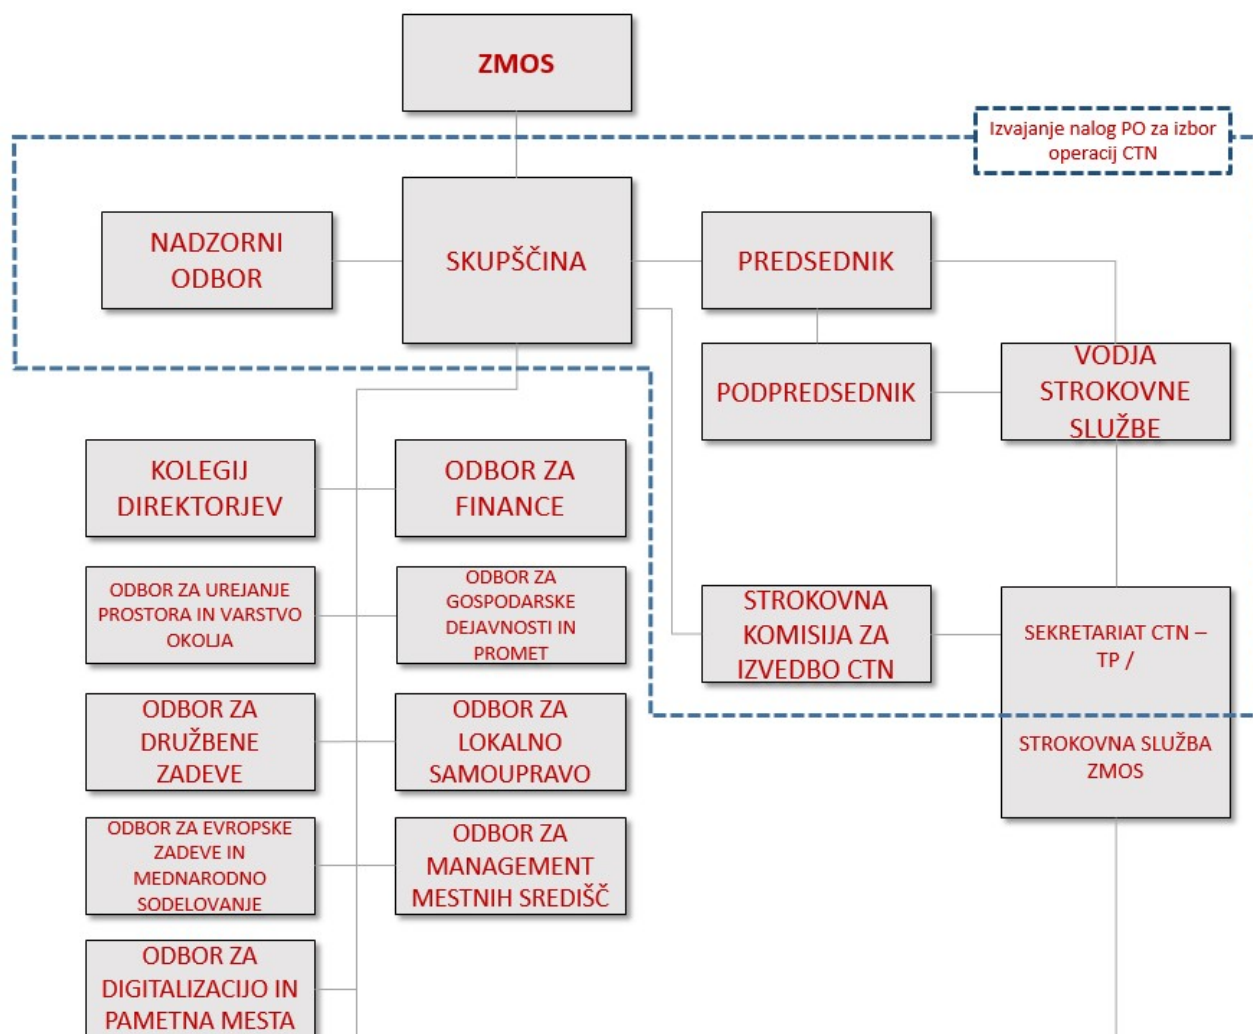 ZMOS
Izvajanje nalog PO za izbor
operacij CTN
NADZORNI
ODBOR
SKUPŠČINA
PREDSEDNIK
PODPREDSEDNIK
VODJA
STROKOVNE
SLUŽBE
KOLEGIJ
DIREKTORJEV
ODBOR ZA
FINANCE
ODBOR ZA UREJANJE
PROSTORA IN VARSTVO
OKOLJA
ODBOR ZA
GOSPODARSKE
DEJAVNOSTI IN
PROMET
STROKOVNA
KOMISIJA ZA
IZVEDBO CTN
SEKRETARIAT CTN –
TP /
STROKOVNA SLUŽBA
ZMOS
ODBOR ZA
DRUŽBENE
ZADEVE
ODBOR ZA
LOKALNO
SAMOUPRAVO
ODBOR ZA EVROPSKE
ZADEVE IN
MEDNARODNO
SODELOVANJE
ODBOR ZA
MANAGEMENT
MESTNIH SREDIŠČ
ODBOR ZA
DIGITALIZACIJO IN
PAMETNA MESTA